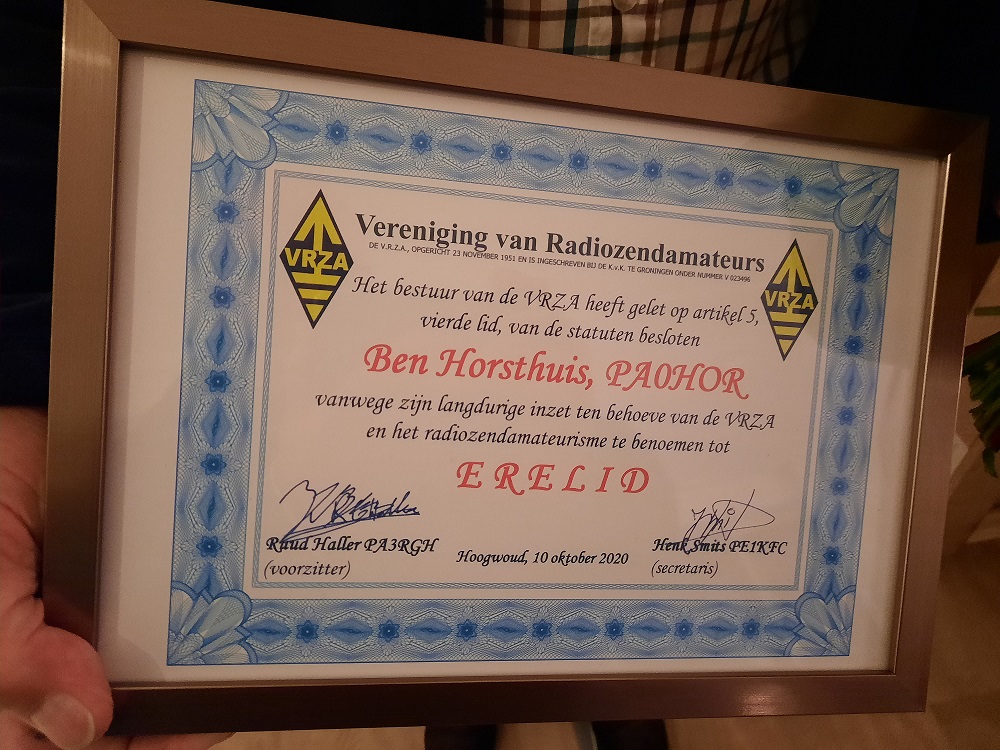 Vereniging van Radiozendamateurs
DE V.R.Z.A., OPGERICHT 23 NOVEMBER 1951 EN IS INGESCHREVEN BIJ DE K.v.K. TE GRONINGEN ONDER NUMMER V 023496
VRZA
VRZA
Het bestuur van de VRZA heeft gelet op artikel 5,
vierde lid, van de statuten besloten
Ben Horsthuis, PA0HOR
vanwege zijn langdurige inzet ten behoeve van de VRZA
en het radiozendamateurisme te benoemen tot
ERELID
Ruud Haller PA3RGH
(voorzitter)
Hoogwoud, 10 oktober 2020
Henk Smits PE1KFC
(secretaris)